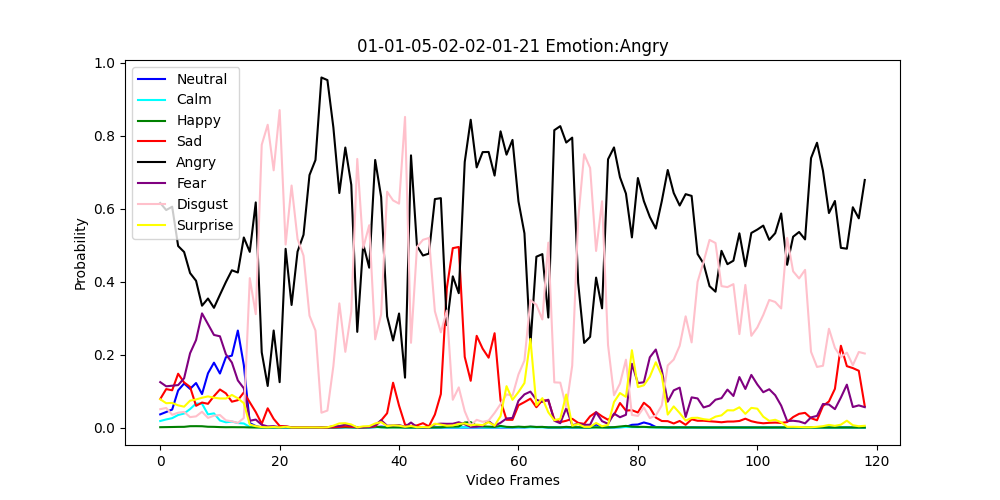 01-01-05-02-02-01-21 Emotion:Angry
1.0
0.8
0.6
0.4
0.2
0.0
Probability
Neutral
Calm
Happy
Sad
Angry
Fear
Disgust
Surprise
0 20 40 60 80 100 120
Video Frames